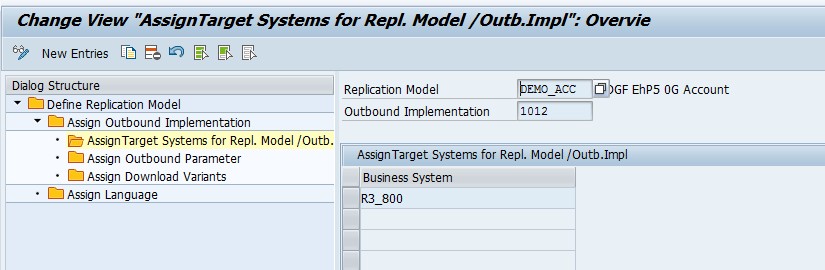 Change View "AssignTarget Systems for Repl. Model /Outb.Impl": Overvie
New Entries
Dialog Structure
Define Replication Model
Assign Outbound Implementation
AssignTarget Systems for Repl. Model /Outb.
Assign Outbound Parameter
Assign Download Variants
Assign Language
Replication Model DEMO_ACC OGF EhP5 0G Account
Outbound Implementation 1012
AssignTarget Systems for Repl. Model /Outb.Impl
Business System
R3_800